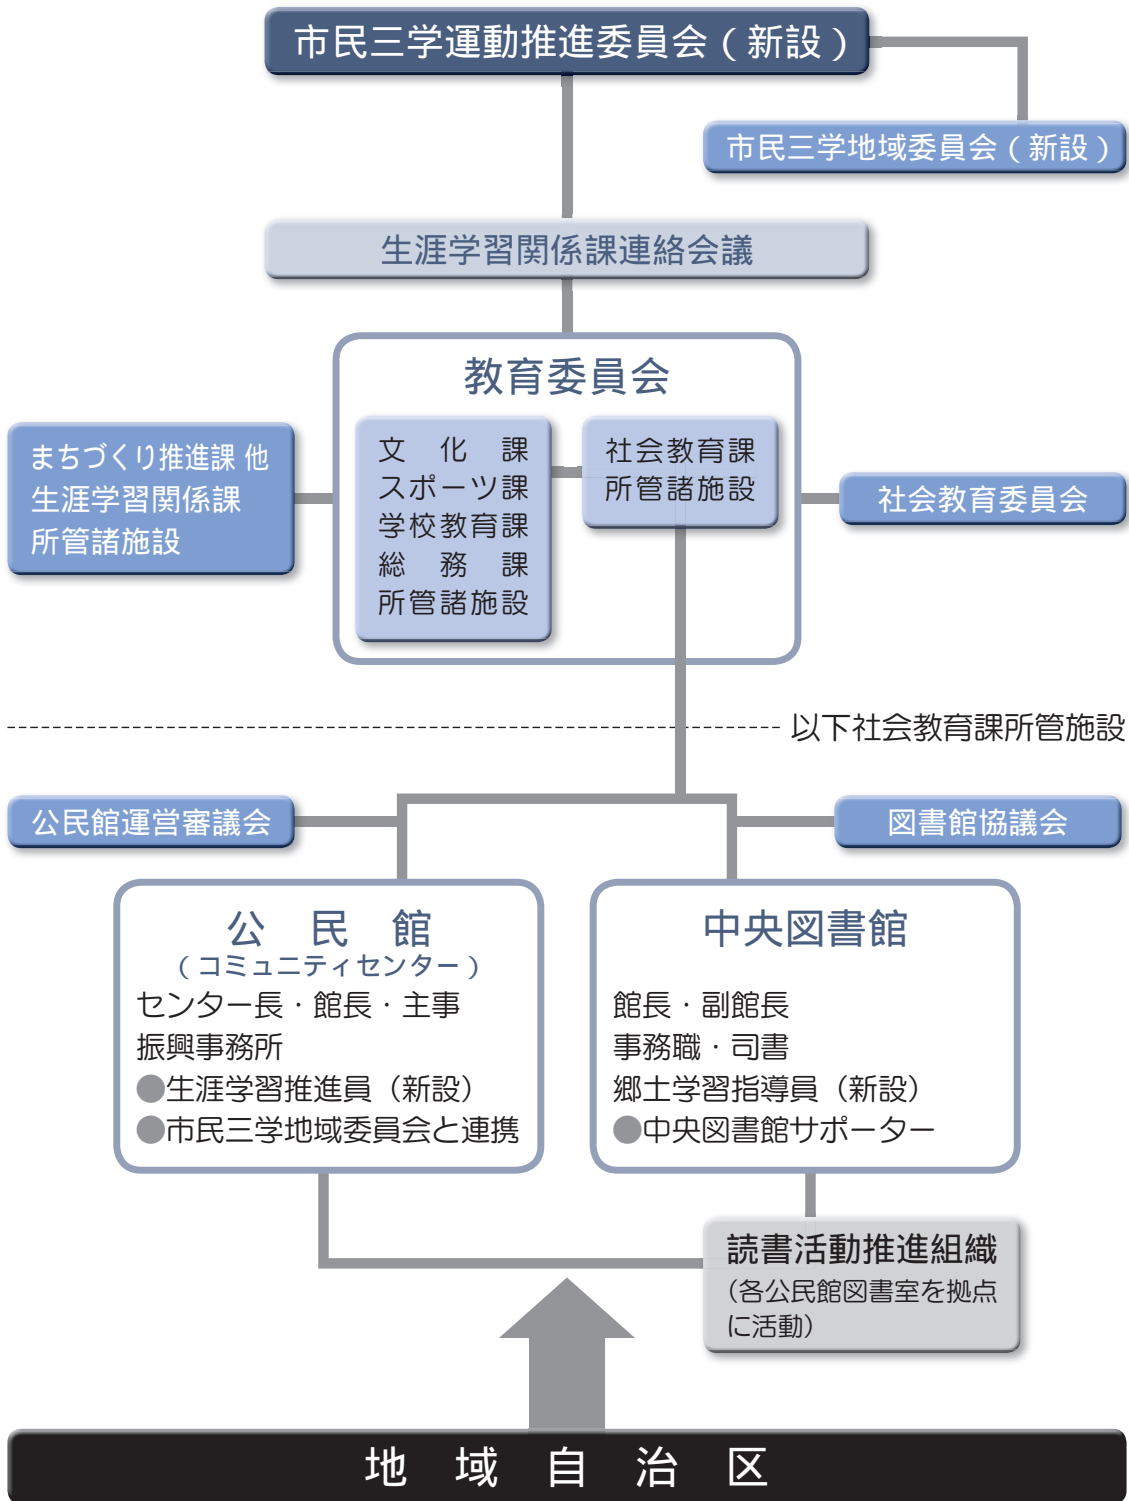 市民三学運動推進委員会（新設）
市民三学地域委員会（新設）
生涯学習関係課連絡会議
教育委員会
まちづくり推進課 他
生涯学習関係課
所管諸施設
文　化　課
スポーツ課
学校教育課
総　務　課
所管諸施設
社会教育課
所管諸施設
社会教育委員会
以下社会教育課所管施設
公民館運営審議会
図書館協議会
公　民　館
（コミュニティセンター）
センター長・館長・主事
振興事務所
●生涯学習推進員（新設）
●市民三学地域委員会と連携
中央図書館
館長・副館長
事務職・司書
郷土学習指導員（新設）
●中央図書館サポーター
読書活動推進組織
（各公民館図書室を拠点
に活動）
地　域　自　治　区